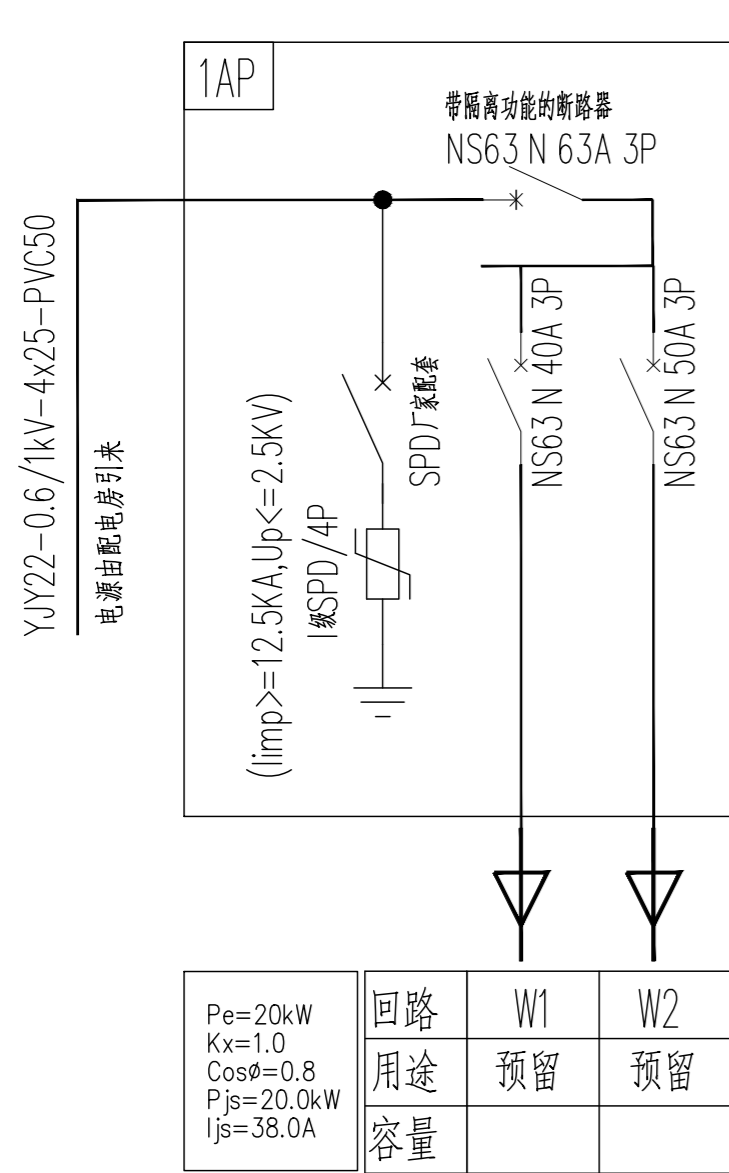 1AP
带隔离功能的断路器
NS63 N 63A 3P
YJY22-0.6/1kV-4x25-PVC50
电源由配电房引来
(Iimp>=12.5KA,Up<=2.5KV)
I级SPD/4P
SPD厂家配套
NS63 N 40A 3P
NS63 N 50A 3P
Pe=20kW
Kx=1.0
Cosø=0.8
Pjs=20.0kW
Ijs=38.0A
回路 W1 W2
用途 预留 预留
容量